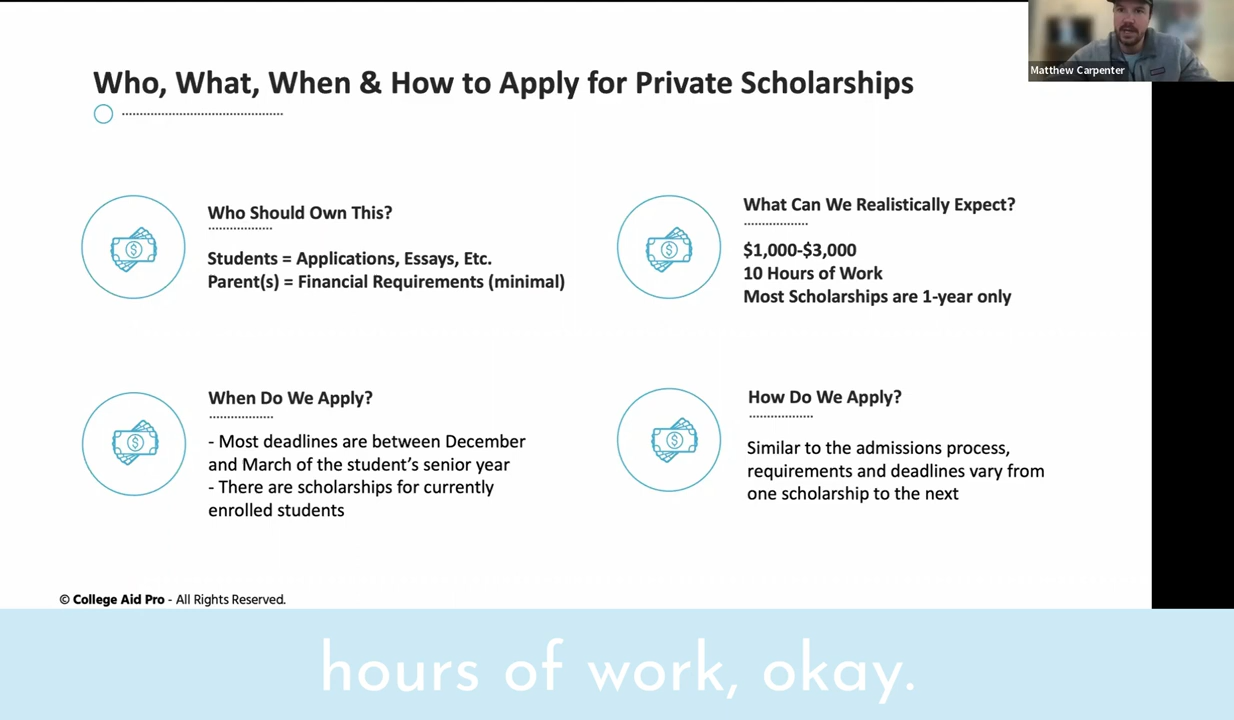 Matthew Carpenter
Who, What, When & How to Apply for Private Scholarships
Who Should Own This?
Students = Applications, Essays, Etc.
Parent(s) = Financial Requirements (minimal)
What Can We Realistically Expect?
$1,000-$3,000
10 Hours of Work
Most Scholarships are 1-year only
When Do We Apply?
- Most deadlines are between December
and March of the student’s senior year
- There are scholarships for currently
enrolled students
How Do We Apply?
Similar to the admissions process,
requirements and deadlines vary from
one scholarship to the next
© College Aid Pro - All Rights Reserved.
hours of work, okay.